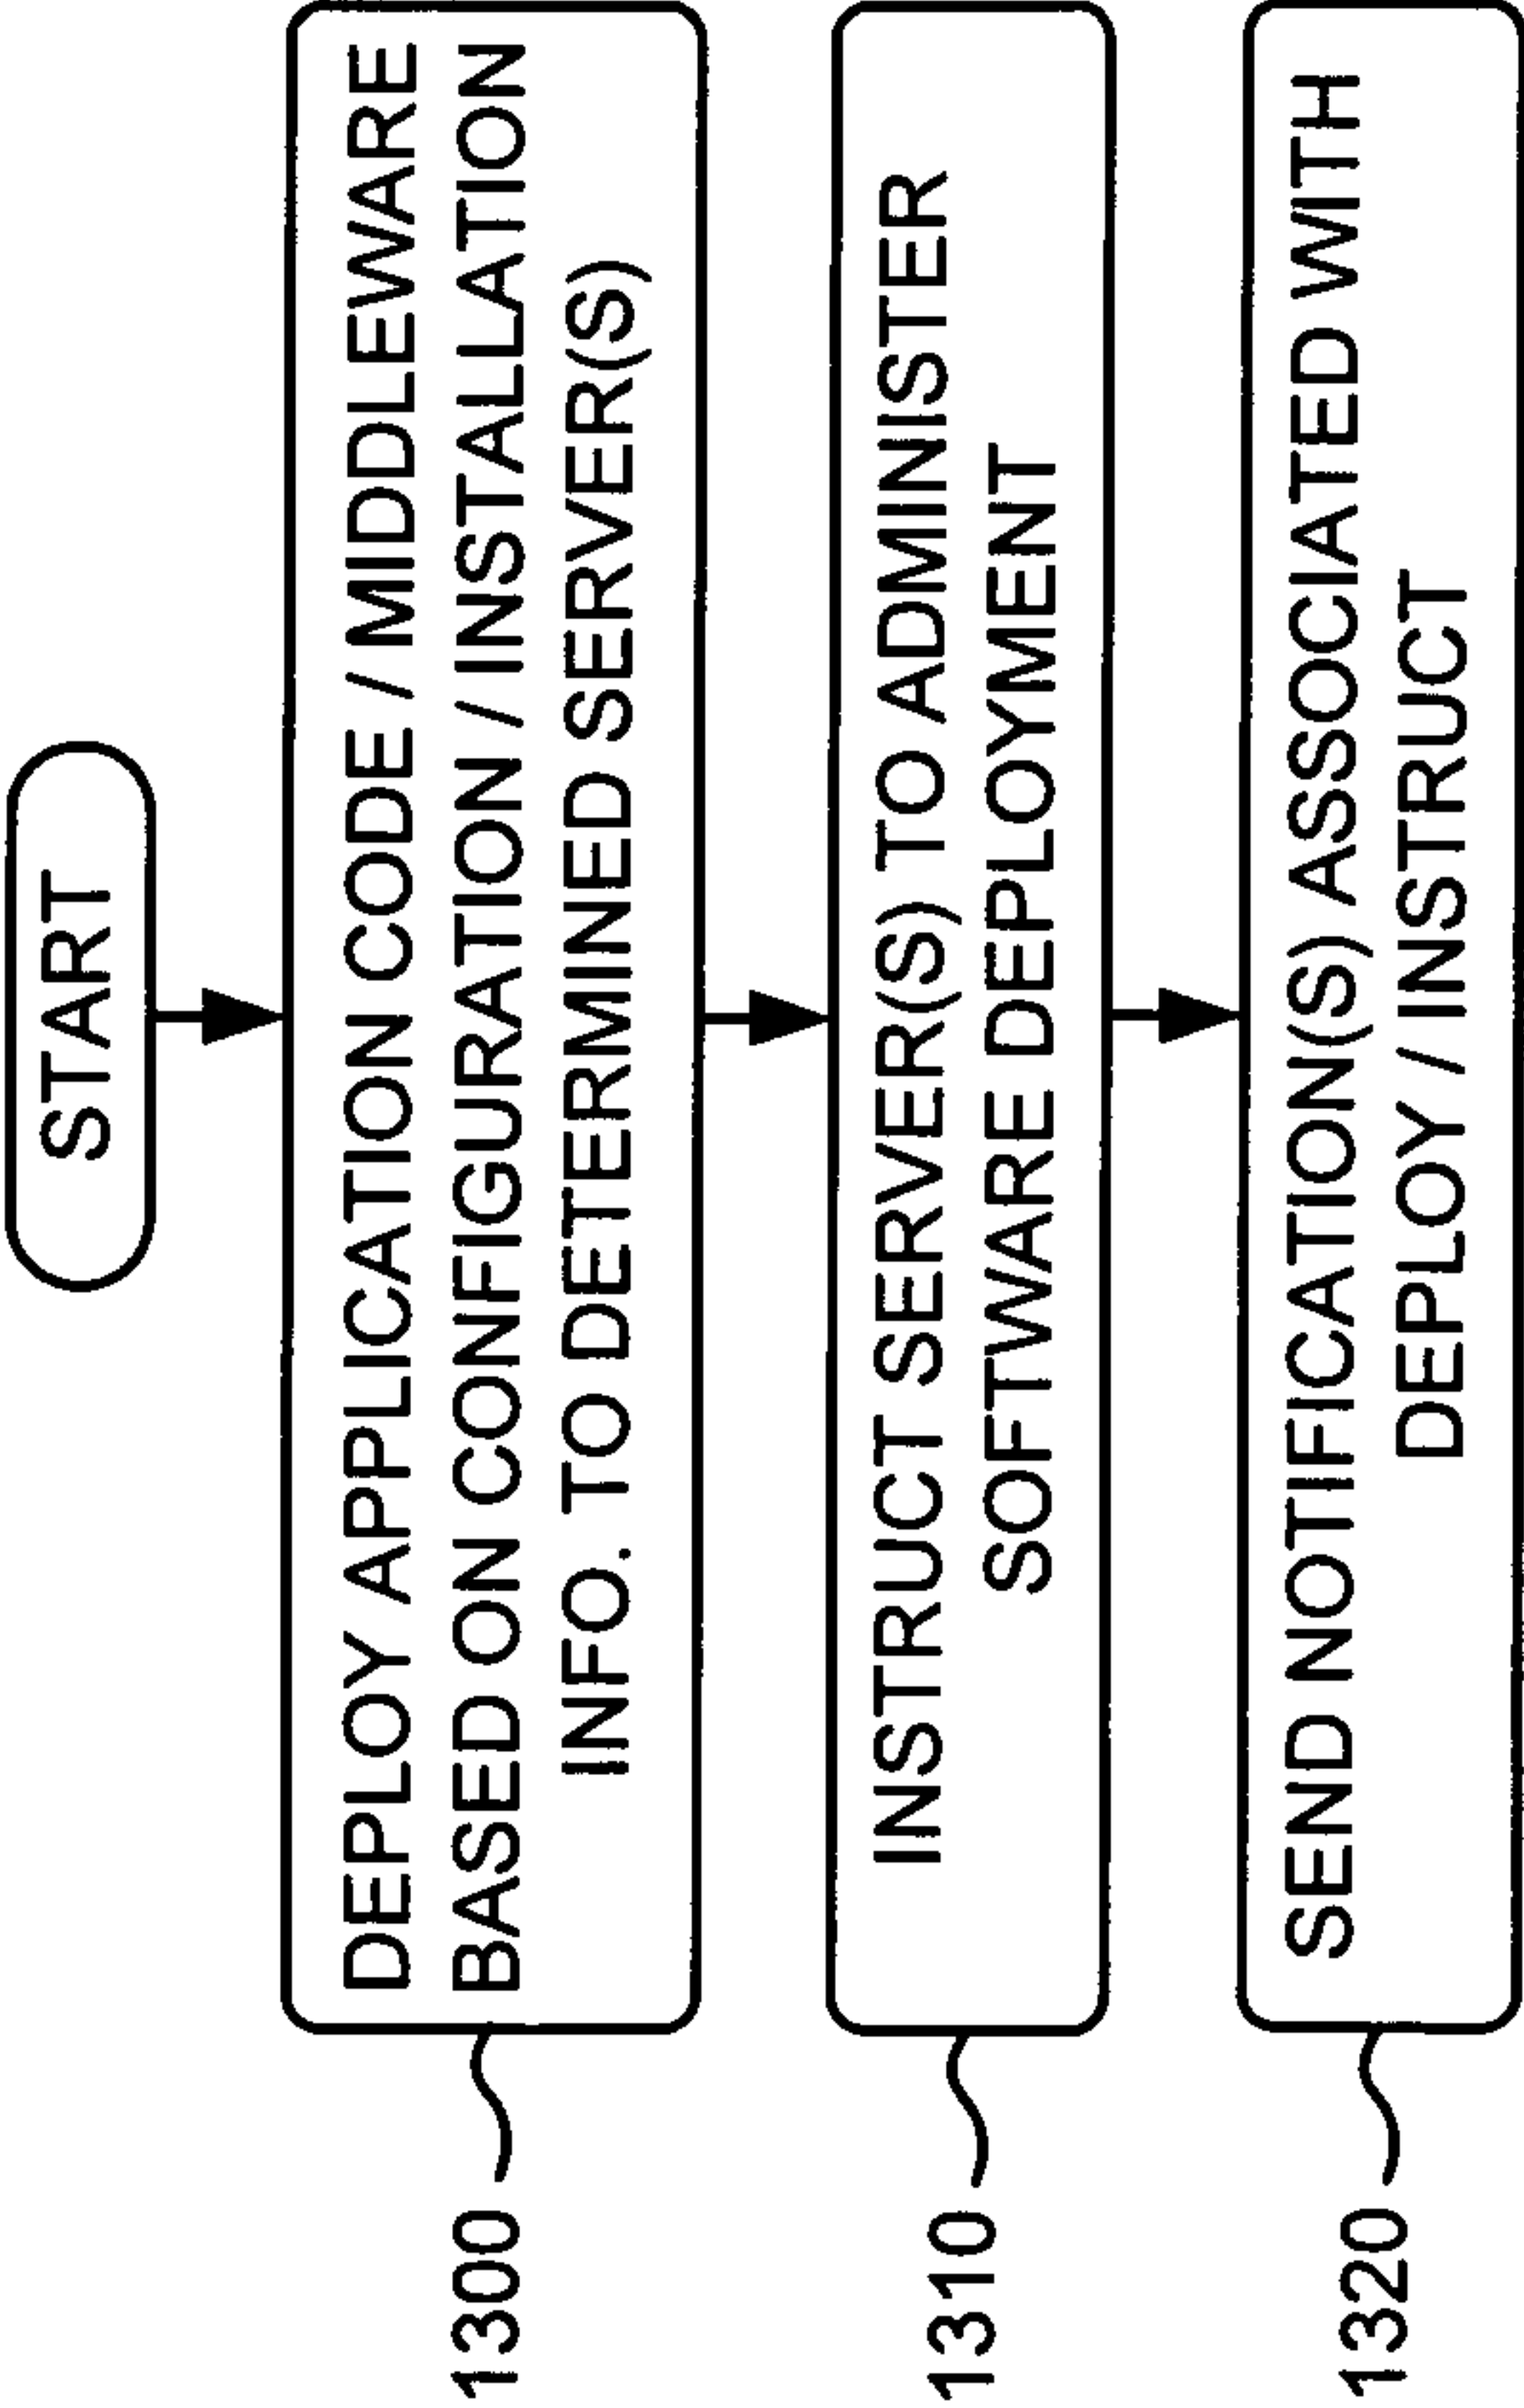 START
1300
DEPLOY APPLICATION CODE / MIDDLEWARE
BASED ON CONFIGURATION / INSTALLATION
INFO. TO DETERMINED SERVER(S)
1310
INSTRUCT SERVER(S) TO ADMINISTER
SOFTWARE DEPLOYMENT
1320
SEND NOTIFICATION(S) ASSOCIATED WITH
DEPLOY / INSTRUCT